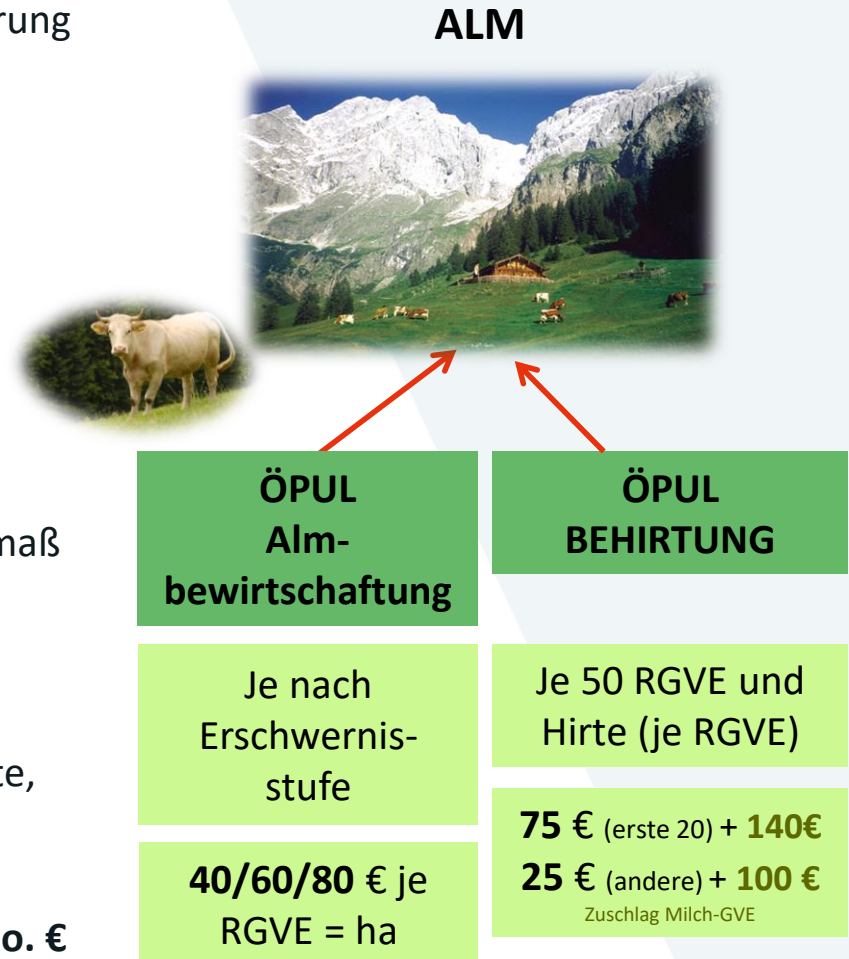 rung
ALM
ÖPUL
Alm-
bewirtschaftung
ÖPUL
BEHIRTUNG
maß
Je nach
Erschwernis-
stufe
Je 50 RGVE und
Hirte (je RGVE)
te,
75 € (erste 20) + 140€
25 € (andere) + 100 €
Zuschlag Milch-GVE
40/60/80 € je
RGVE = ha
o. €